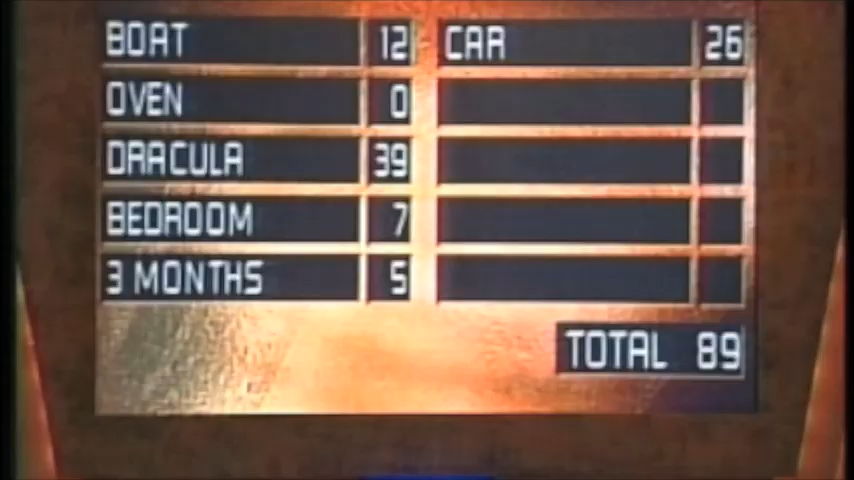 BOAT 12 CAR 26
OVEN 0
DRACULA 39
BEDROOM 7
3 MONTHS 5
TOTAL 89